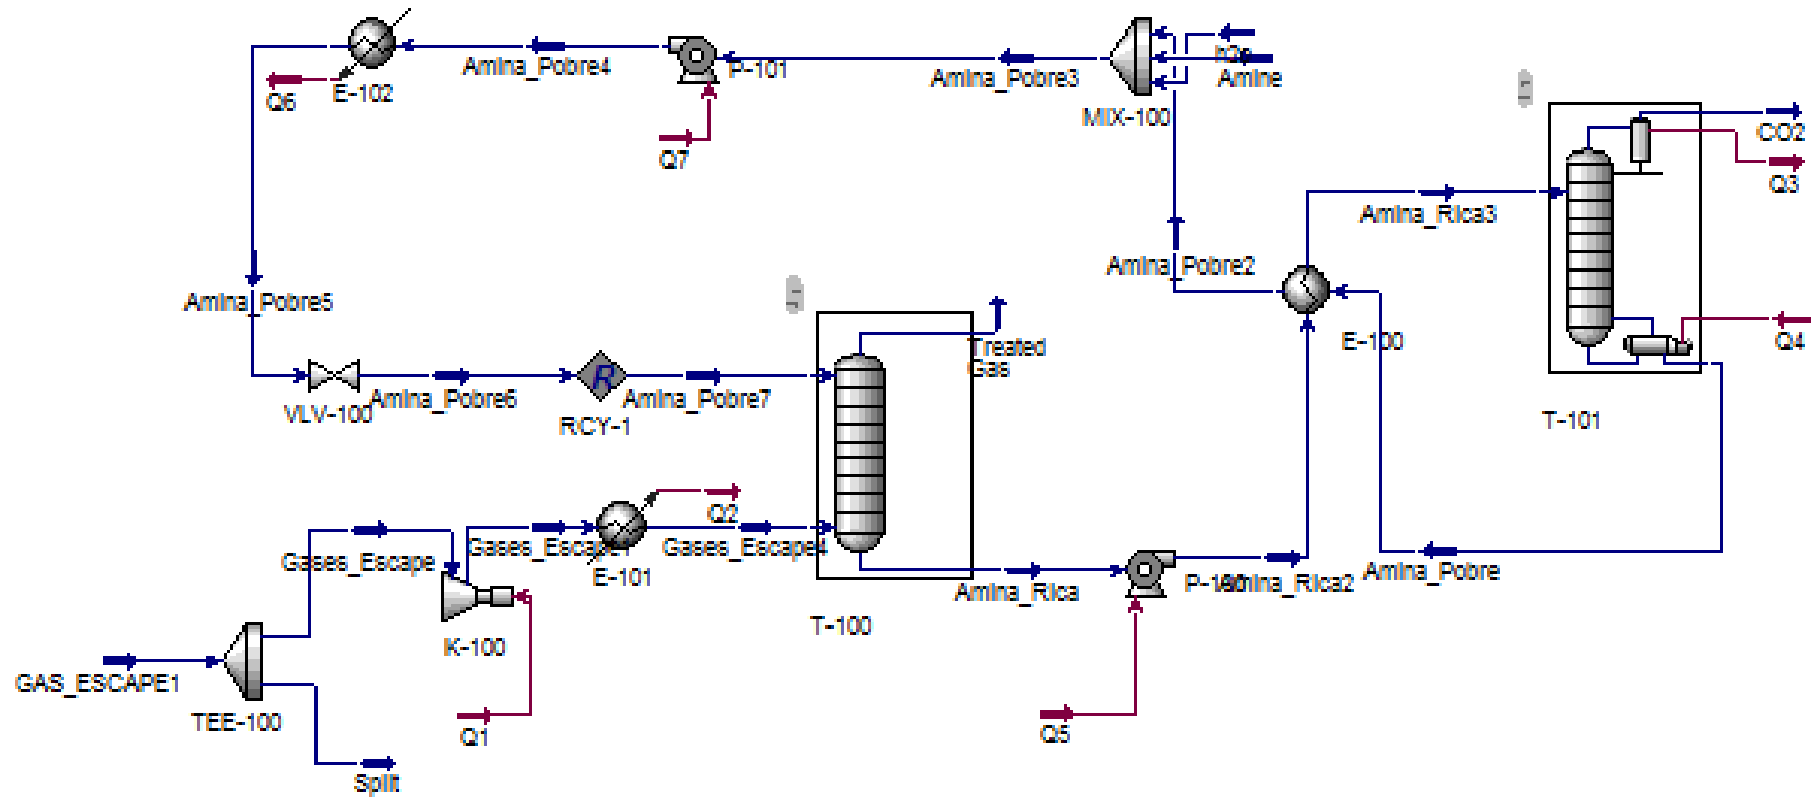 Amina_Pobre4
P-101
Amina_Pobre3
MIX-100
h2o
Amine
Q6
E-102
Q7
CO2
Q3
Amina_Rica3
Amina_Pobre2
Amina_Pobre5
E-100
Q4
Treated
Gas
VLV-100
Amina_Pobre6
RCY-1
Amina_Pobre7
T-101
Q2
Gases_Escape
Gases_Escape1
Gases_Escape4
E-101
Amina_Rica
Amina_Rica2
Amina_Pobre
K-100
T-100
GAS_ESCAPE1
TEE-100
Q1
Q5
Split